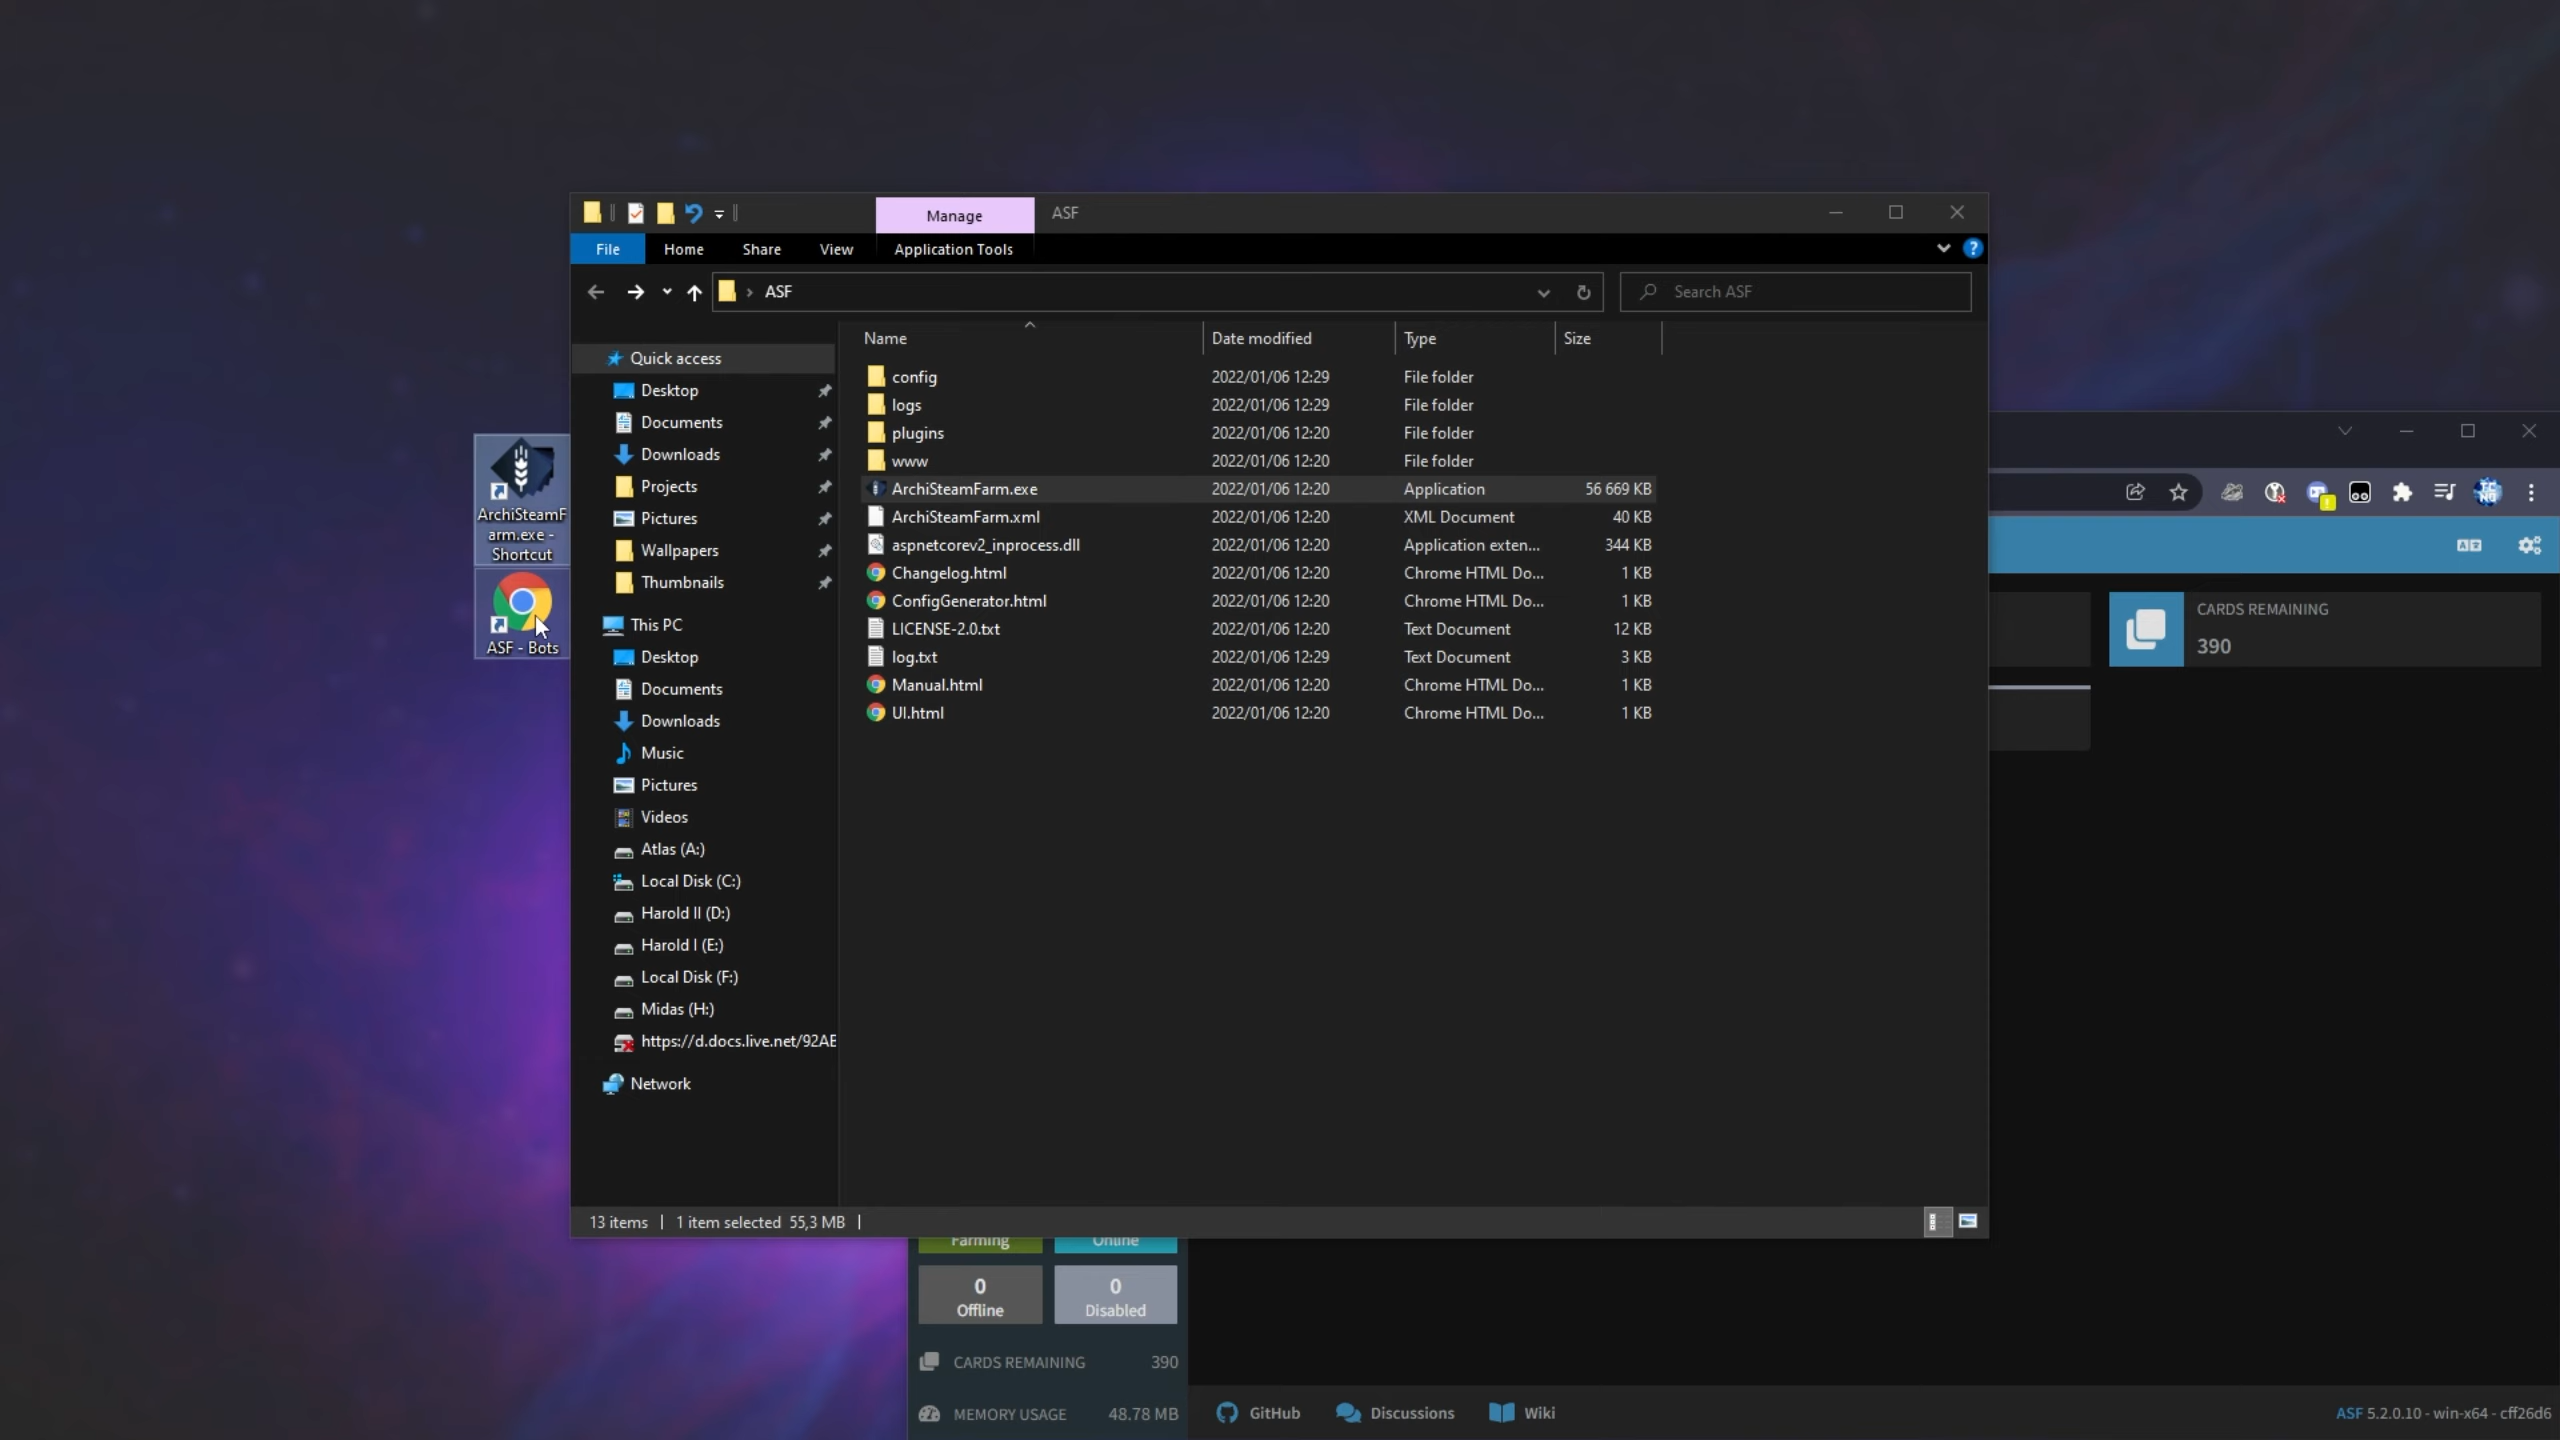 Manage
ASF
File
Home
Share
View
Application Tools
ASF
Search ASF
Name
Date modified
Type
Size
Quick access
Desktop
Documents
Downloads
Projects
Pictures
Wallpapers
Thumbnails
This PC
Desktop
Documents
Downloads
Music
Pictures
Videos
Atlas (A:)
Local Disk (C:)
Harold II (D:)
Harold I (E:)
Local Disk (F:)
Midas (H:)
https://d.docs.live.net/92AE
Network
config 2022/01/06 12:29 File folder
logs 2022/01/06 12:29 File folder
plugins 2022/01/06 12:20 File folder
www 2022/01/06 12:20 File folder
ArchiSteamFarm.exe 2022/01/06 12:20 Application 56 669 KB
ArchiSteamFarm.xml 2022/01/06 12:20 XML Document 40 KB
aspnetcorev2_inprocess.dll 2022/01/06 12:20 Application exten... 344 KB
Changelog.html 2022/01/06 12:20 Chrome HTML Do... 1 KB
ConfigGenerator.html 2022/01/06 12:20 Chrome HTML Do... 1 KB
LICENSE-2.0.txt 2022/01/06 12:20 Text Document 12 KB
log.txt 2022/01/06 12:29 Text Document 3 KB
Manual.html 2022/01/06 12:20 Chrome HTML Do... 1 KB
UI.html 2022/01/06 12:20 Chrome HTML Do... 1 KB
13 items
1 item selected 55,3 MB
ArchiSteamF
arm.exe -
Shortcut
ASF - Bots
CARDS REMAINING
390
Farming
Online
0
Offline
0
Disabled
CARDS REMAINING 390
MEMORY USAGE 48.78 MB
GitHub
Discussions
Wiki
ASF 5.2.0.10 - win-x64 - cff26d6